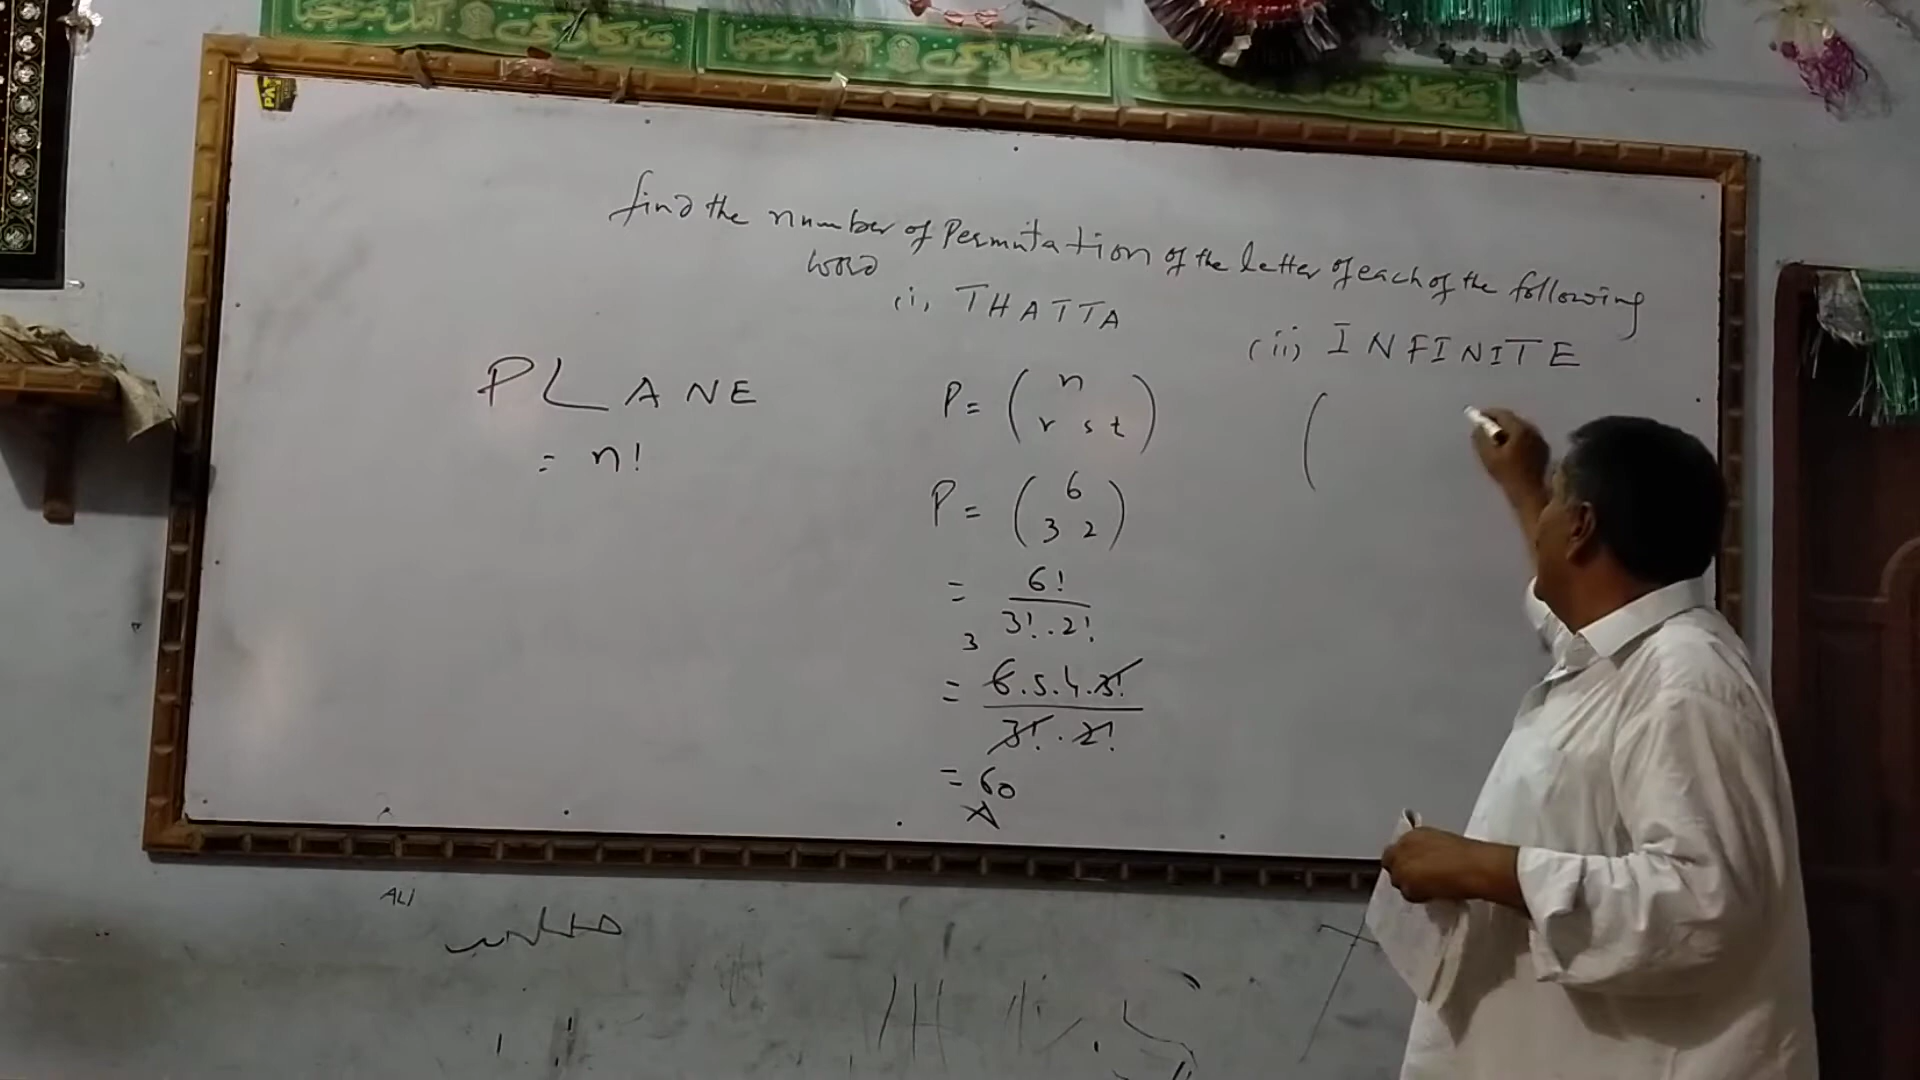 find the number of Permutation of the letter of each of the following
word
(i) THATTA
(ii) INFINITE
PLANE
= n!
P = ( n
r s t )
P = ( 6
3 2 )
= 6!
3! . 2!
3
= 6 . 5 . 4 . 3!
3! . 2!
= 60
(
ALI